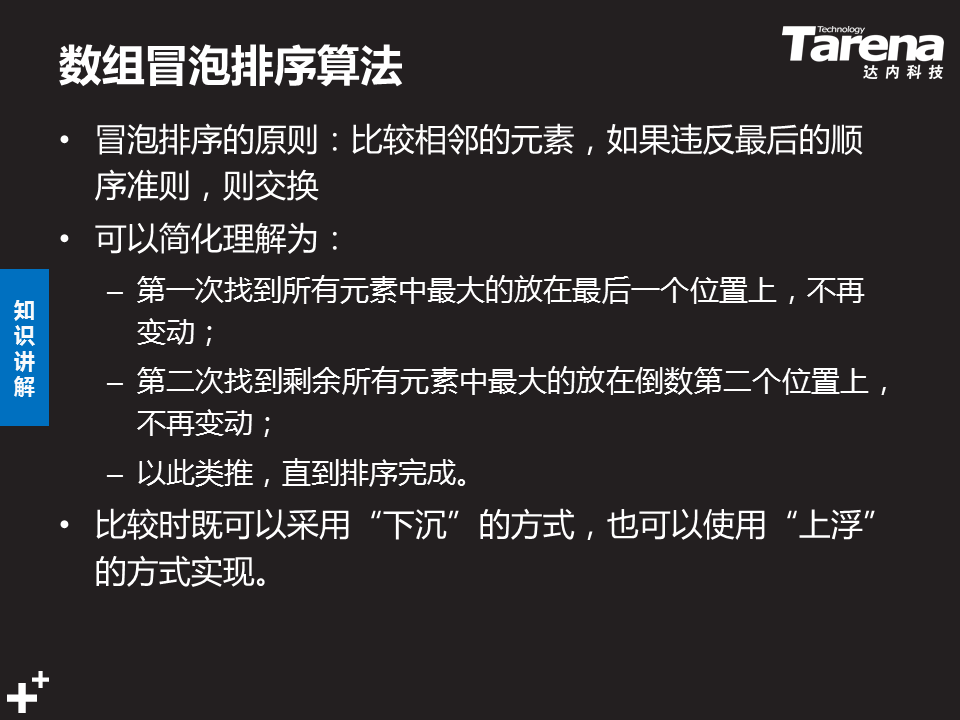 数组冒泡排序算法
Technology
Tarena
达内科技
• 冒泡排序的原则：比较相邻的元素，如果违反最后的顺
序准则，则交换
• 可以简化理解为：
– 第一次找到所有元素中最大的放在最后一个位置上，不再
变动；
– 第二次找到剩余所有元素中最大的放在倒数第二个位置上，
不再变动；
– 以此类推，直到排序完成。
• 比较时既可以采用“下沉”的方式，也可以使用“上浮”
的方式实现。
知
识
讲
解